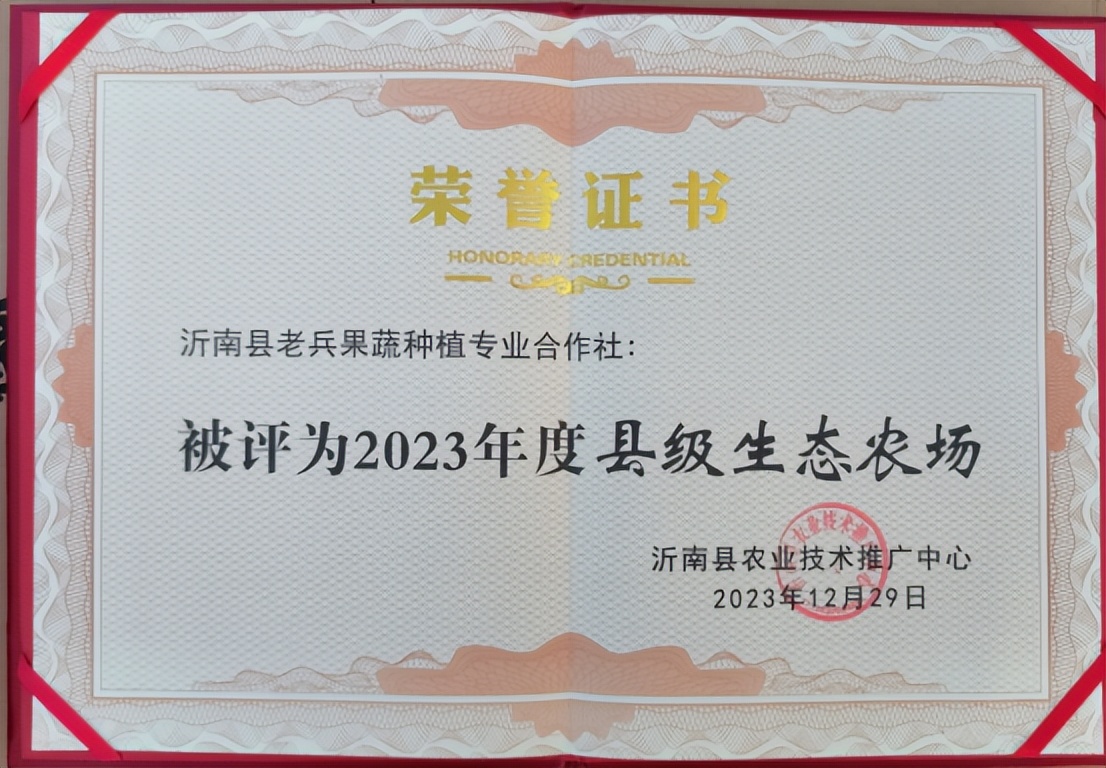 荣誉证书
HONORARY CREDENTIAL
沂南县老兵果蔬种植专业合作社：
被评为2023年度县级生态农场
沂南县农业技术推广中心
2023年12月29日